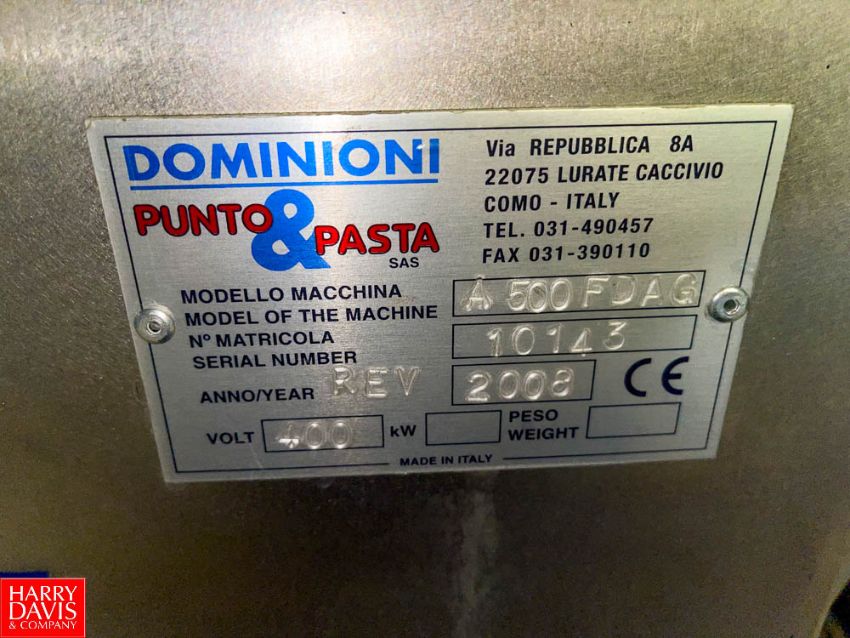 DOMINIONI
PUNTO & PASTA
SAS
Via REPUBBLICA 8A
22075 LURATE CACCIVIO
COMO - ITALY
TEL. 031-490457
FAX 031-390110
MODELLO MACCHINA
MODEL OF THE MACHINE
A 500FDAG
Nº MATRICOLA
SERIAL NUMBER
10143
ANNO/YEAR REV 2008 CE
VOLT 400 kW PESO
WEIGHT
MADE IN ITALY
HARRY
DAVIS
& COMPANY